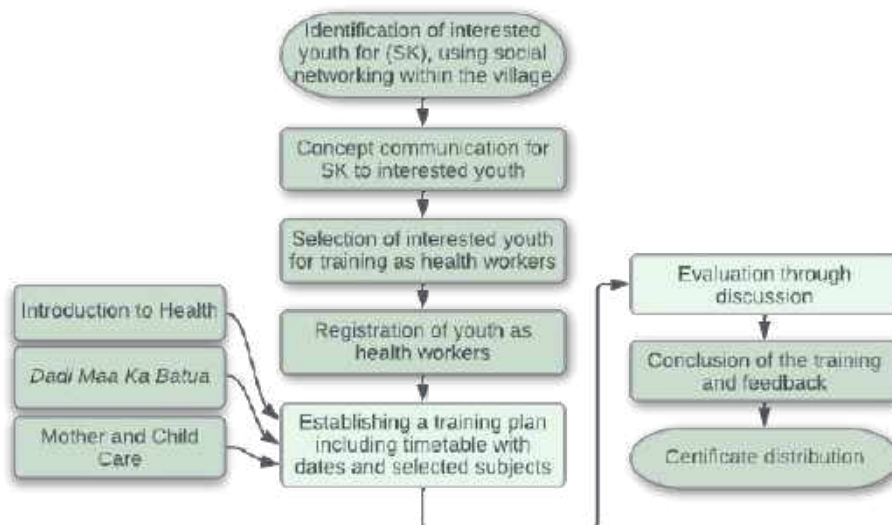 Identification of interested
youth for (SK), using social
networking within the village
Concept communication for
SK to interested youth
Selection of interested youth
for training as health workers
Registration of youth as
health workers
Introduction to Health
Dadi Maa Ka Batua
Mother and Child
Care
Establishing a training plan
including timetable with
dates and selected subjects
Evaluation through
discussion
Conclusion of the training
and feedback
Certificate distribution